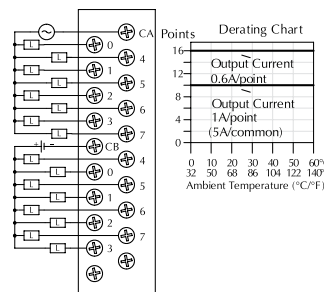 CA
L
0
L
4
L
1
L
5
L
2
L
6
L
3
L
7
+ -
CB
L
4
L
0
L
5
L
1
L
6
L
2
L
7
L
3
Points
Derating Chart
16
12
8
4
0
Output Current
0.6A/point
Output Current
1A/point
(5A/common)
0 10 20 30 40 50 60°
32 50 68 86 104 122 140°
Ambient Temperature (°C/°F)